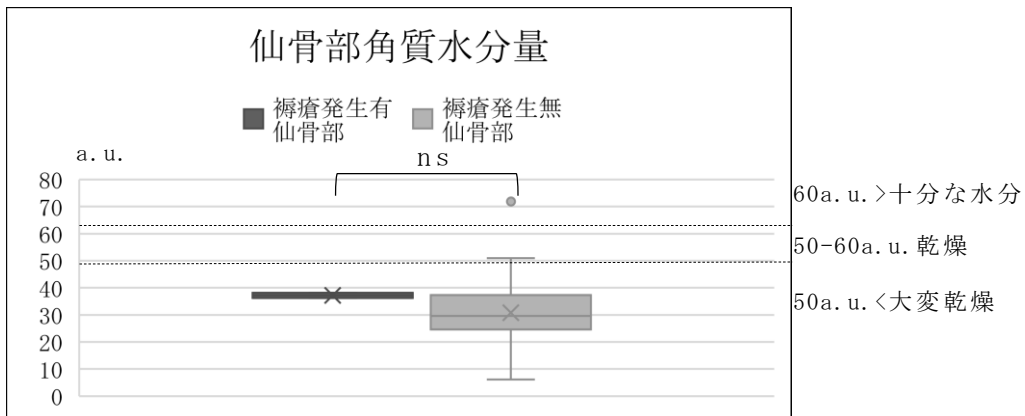 仙骨部角質水分量
褥瘡発生有
仙骨部
褥瘡発生無
仙骨部
a.u.
ns
80
70
60
50
40
30
20
10
0
60a.u.>十分な水分
50-60a.u.乾燥
50a.u.<大変乾燥